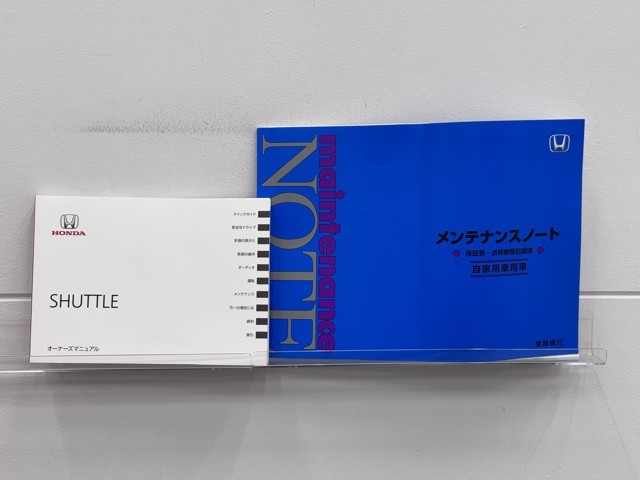 HONDA
SHUTTLE
オーナーズマニュアル
クイックガイド
安全なドライブ
計器の見かた
各部の操作
オーディオ
運転
メンテナンス
万一の場合には
資料
索引
maintenance
NOTE
メンテナンスノート
保証書・点検整備記録簿
自家用乗用車
整備携行